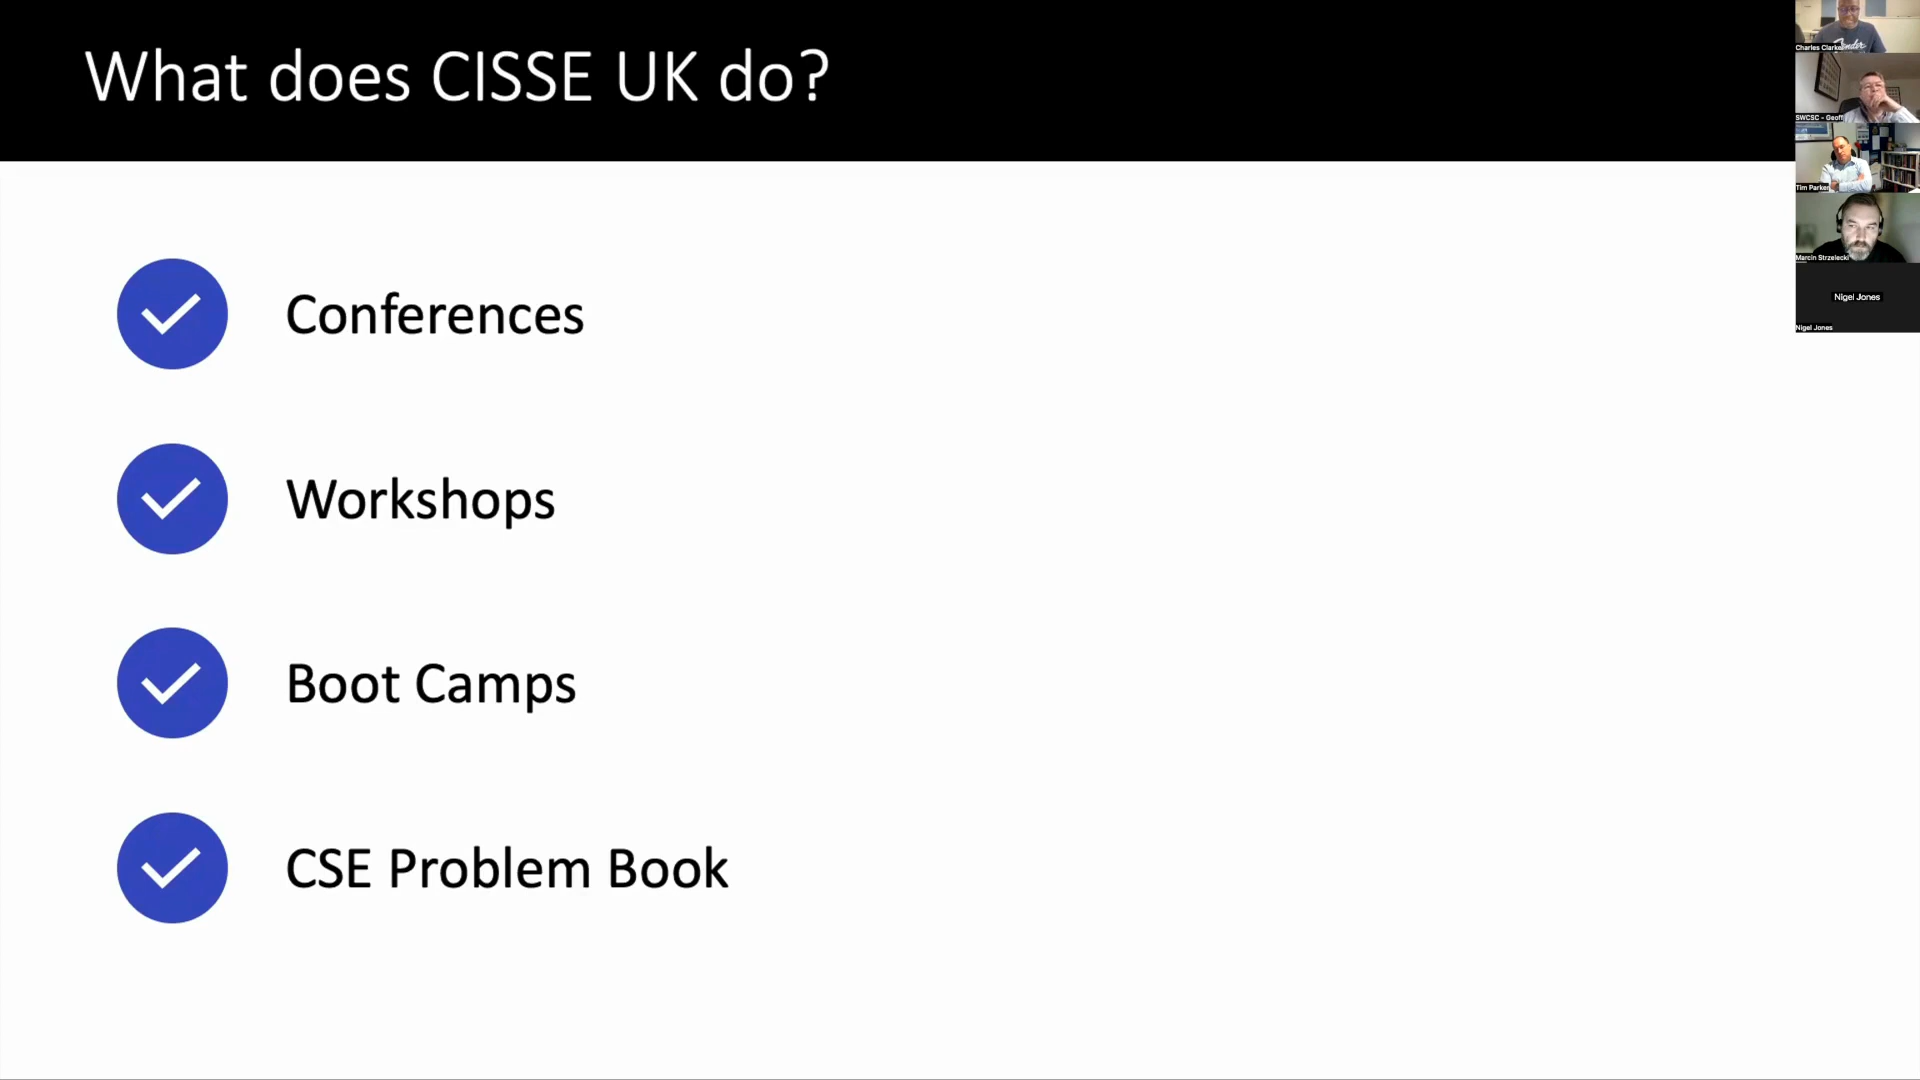 What does CISSE UK do?
Conferences
Workshops
Boot Camps
CSE Problem Book
Charles Clarke
Fender
SWCSC - Geoff
Tim Parker
Marcin Strzelecki
Nigel Jones
Nigel Jones